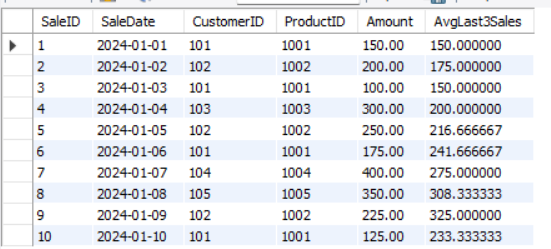 SaleID SaleDate CustomerID ProductID Amount AvgLast3Sales
1 2024-01-01 101 1001 150.00 150.000000
2 2024-01-02 102 1002 200.00 175.000000
3 2024-01-03 101 1001 100.00 150.000000
4 2024-01-04 103 1003 300.00 200.000000
5 2024-01-05 102 1002 250.00 216.666667
6 2024-01-06 101 1001 175.00 241.666667
7 2024-01-07 104 1004 400.00 275.000000
8 2024-01-08 105 1005 350.00 308.333333
9 2024-01-09 102 1002 225.00 325.000000
10 2024-01-10 101 1001 125.00 233.333333